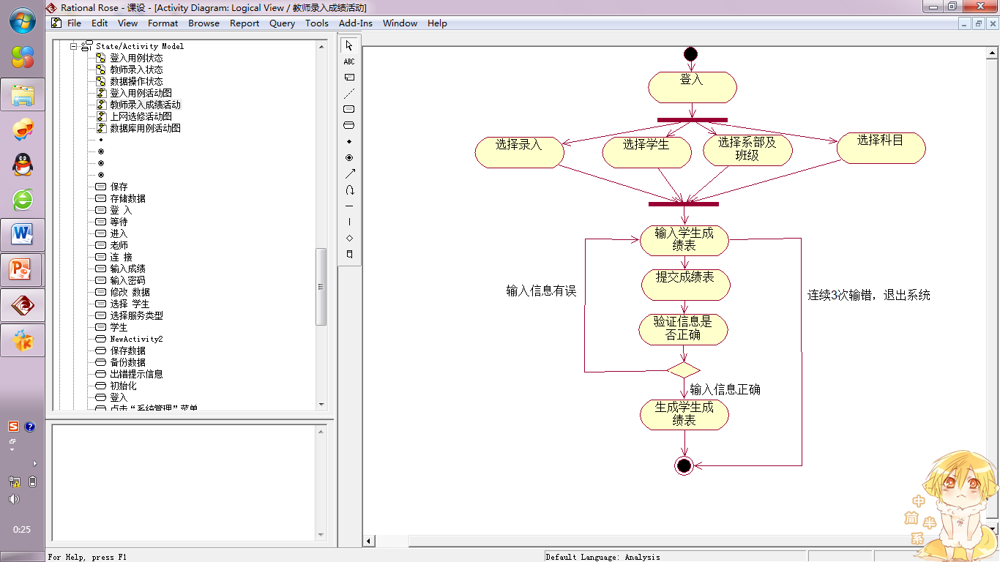 Rational Rose - 课设 - [Activity Diagram: Logical View / 教师录入成绩活动]
File Edit View Format Browse Report Query Tools Add-Ins Window Help
State/Activity Model
登入用例状态
教师录入状态
数据操作状态
登入用例活动图
教师录入成绩活动
上网选修活动图
数据库用例活动图
保存
存储数据
登 入
等待
进入
老师
连 接
输入成绩
输入密码
修改 数据
选择 学生
选择服务类型
学生
NewActivity2
保存数据
备份数据
出错提示信息
初始化
登入
点击“系统管理”菜单
ABC
登入
选择录入
选择学生
选择系部及
班级
选择科目
输入学生成
绩表
提交成绩表
验证信息是
否正确
输入信息有误
连续3次输错，退出系统
输入信息正确
生成学生成
绩表
0:25
中
简
半
系
For Help, press F1
Default Language: Analysis